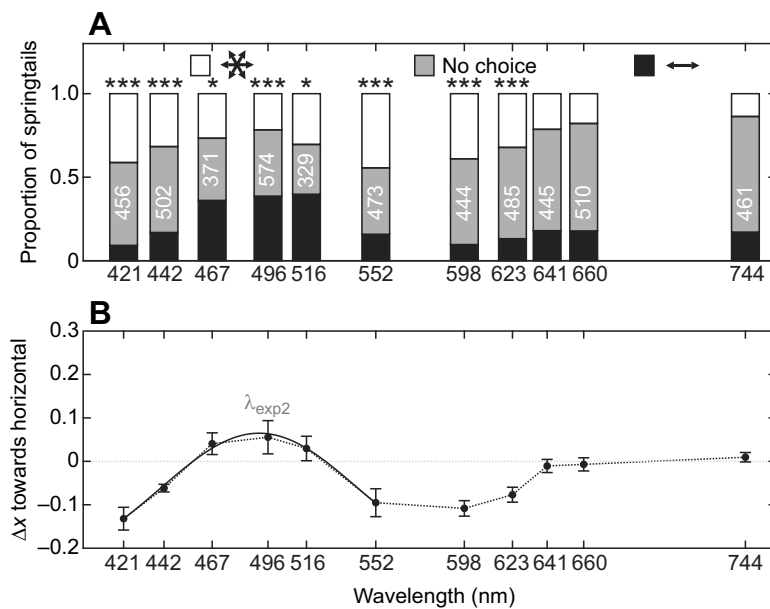 A
No choice
*** *** * *** * *** *** ***
Proportion of springtails
1.0
0.5
0
456 502 371 574 329 473 444 485 445 510 461
421 442 467 496 516 552 598 623 641 660 744
B
Δx towards horizontal
0.3
0.2
0.1
0
–0.1
–0.2
λexp2
421 442 467 496 516 552 598 623 641 660 744
Wavelength (nm)